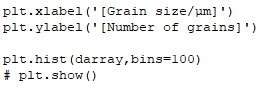 plt.xlabel('[Grain size/µm]')
plt.ylabel('[Number of grains]')
plt.hist(darray,bins=100)
# plt.show()